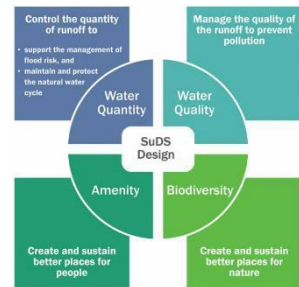 Control the quantity
of runoff to
• support the management of
flood risk, and
• maintain and protect
the natural water
cycle
Manage the quality of
the runoff to prevent
pollution
Water
Quantity
Water
Quality
SuDS
Design
Amenity
Biodiversity
Create and sustain
better places for
people
Create and sustain
better places for
nature